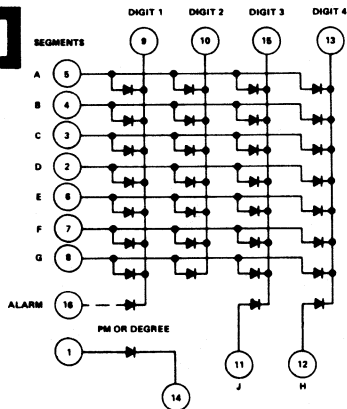 DIGIT 1 DIGIT 2 DIGIT 3 DIGIT 4
SEGMENTS 9 10 15 13
A 5
B 4
C 3
D 2
E 6
F 7
G 8
ALARM 16
PM OR DEGREE
1 11 12
J H
14